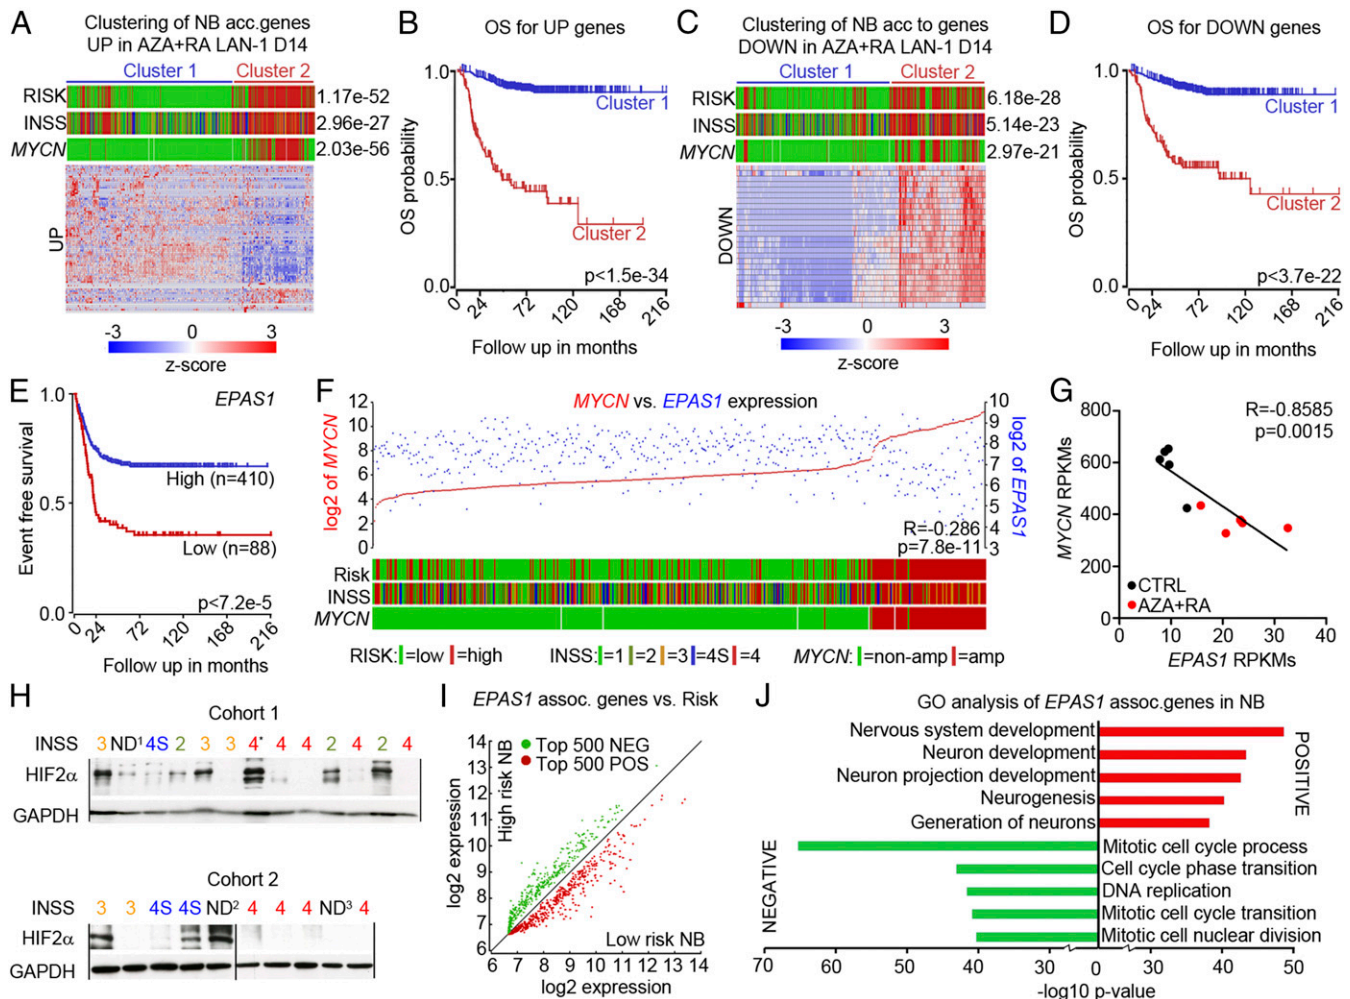 A
Clustering of NB acc.genes
UP in AZA+RA LAN-1 D14
Cluster 1 Cluster 2
RISK 1.17e-52
INSS 2.96e-27
MYCN 2.03e-56
UP
-3 0 3
z-score
B
OS for UP genes
OS probability
1.0
0.5
0.0
Cluster 1
Cluster 2
p<1.5e-34
0 24 72 120 168 216
Follow up in months
C
Clustering of NB acc to genes
DOWN in AZA+RA LAN-1 D14
Cluster 1 Cluster 2
RISK 6.18e-28
INSS 5.14e-23
MYCN 2.97e-21
DOWN
-3 0 3
z-score
D
OS for DOWN genes
OS probability
1.0
0.5
0.0
Cluster 1
Cluster 2
p<3.7e-22
0 24 72 120 168 216
Follow up in months
E
EPAS1
Event free survival
1.0
0.5
0.0
High (n=410)
Low (n=88)
p<7.2e-5
0 24 72 120 168 216
Follow up in months
F
MYCN vs. EPAS1 expression
log2 of MYCN
12
10
8
6
4
2
0
log2 of EPAS1
10
9
8
7
6
5
4
3
R=-0.286
p=7.8e-11
Risk
INSS
MYCN
RISK: =low =high INSS: =1 =2 =3 =4S =4 MYCN: =non-amp =amp
G
R=-0.8585
p=0.0015
MYCN RPKMs
800
600
400
200
0
CTRL
AZA+RA
0 10 20 30 40
EPAS1 RPKMs
H
Cohort 1
INSS 3 ND1 4S 2 3 3 4* 4 4 2 4 2 4
HIF2α
GAPDH
Cohort 2
INSS 3 3 4S 4S ND2 4 4 4 ND3 4
HIF2α
GAPDH
I
EPAS1 assoc. genes vs. Risk
Top 500 NEG
Top 500 POS
log2 expression
High risk NB
14
13
12
11
10
9
8
7
6
Low risk NB
6 7 8 9 10 11 12 13 14
log2 expression
J
GO analysis of EPAS1 assoc.genes in NB
Nervous system development
Neuron development
Neuron projection development
Neurogenesis
Generation of neurons
POSITIVE
NEGATIVE
Mitotic cell cycle process
Cell cycle phase transition
DNA replication
Mitotic cell cycle transition
Mitotic cell nuclear division
70 60 50 40 30 0 30 40 50
-log10 p-value